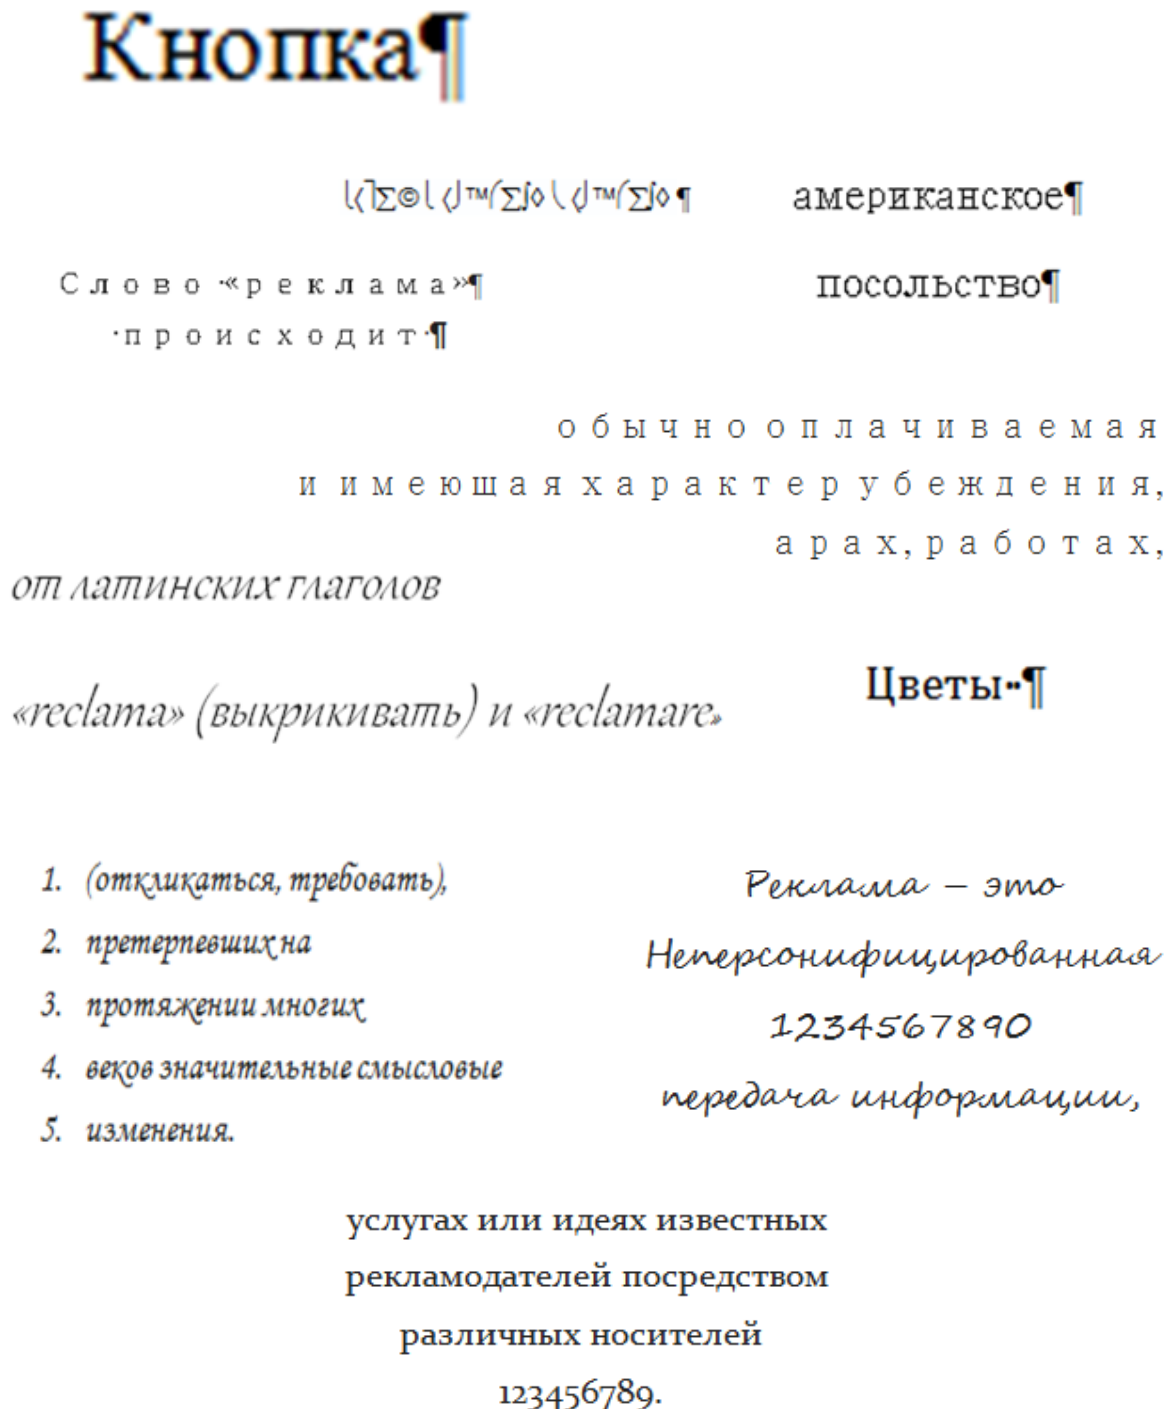 Кнопка¶
американское¶
Слово·«реклама»¶
посольство¶
·происходит·¶
обычно оплачиваемая
и имеющая характер убеждения,
арах, работах,
от латинских глаголов
Цветы··¶
«reclama» (выкрикивать) и «reclamare»
1. (откликаться, требовать),
Реклама – это
2. претерпевших на
Неперсонифицированная
3. протяжении многих
1234567890
4. веков значительные смысловые
передача информации,
5. изменения.
услугах или идеях известных
рекламодателей посредством
различных носителей
123456789.